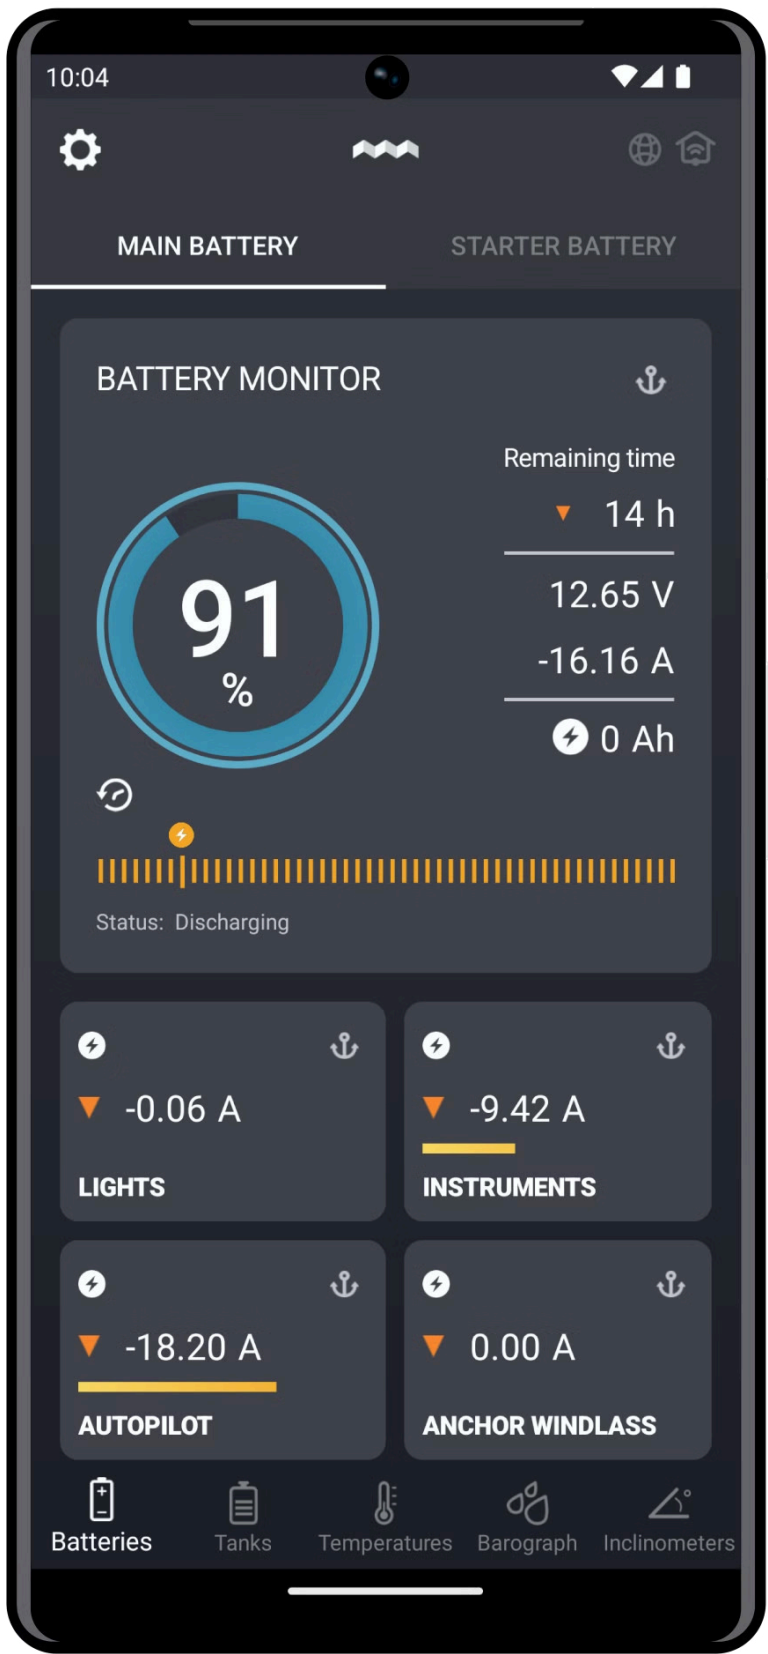 10:04
MAIN BATTERY STARTER BATTERY
BATTERY MONITOR
Remaining time
14 h
91
%
12.65 V
-16.16 A
0 Ah
Status: Discharging
-0.06 A
LIGHTS
-9.42 A
INSTRUMENTS
-18.20 A
AUTOPILOT
0.00 A
ANCHOR WINDLASS
Batteries Tanks Temperatures Barograph Inclinometers